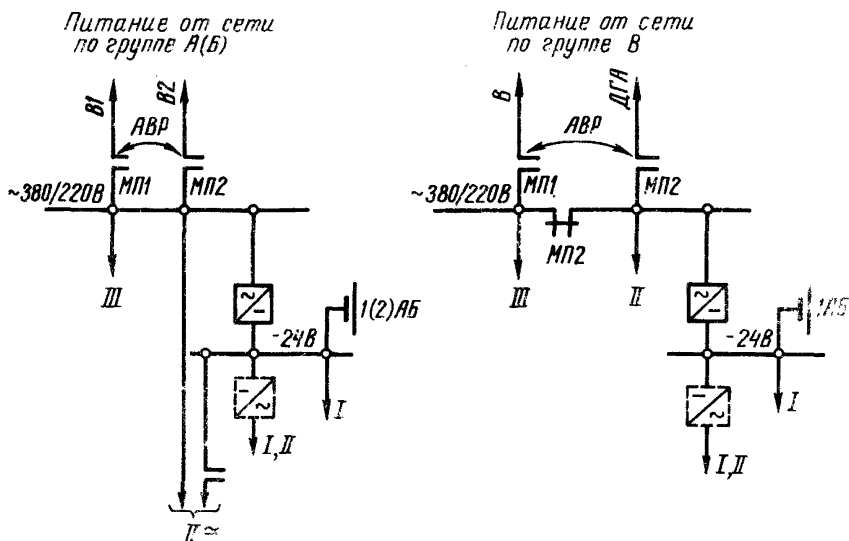 Питание от сети
по группе А(Б)
В1
В2
АВР
МП1
МП2
~380/220В
III
-24В
1(2)АБ
I
I,II
II ≃
Питание от сети
по группе В
В
ДГА
АВР
МП1
МП2
~380/220В
МП2
III
II
-24В
1АБ
I
I,II